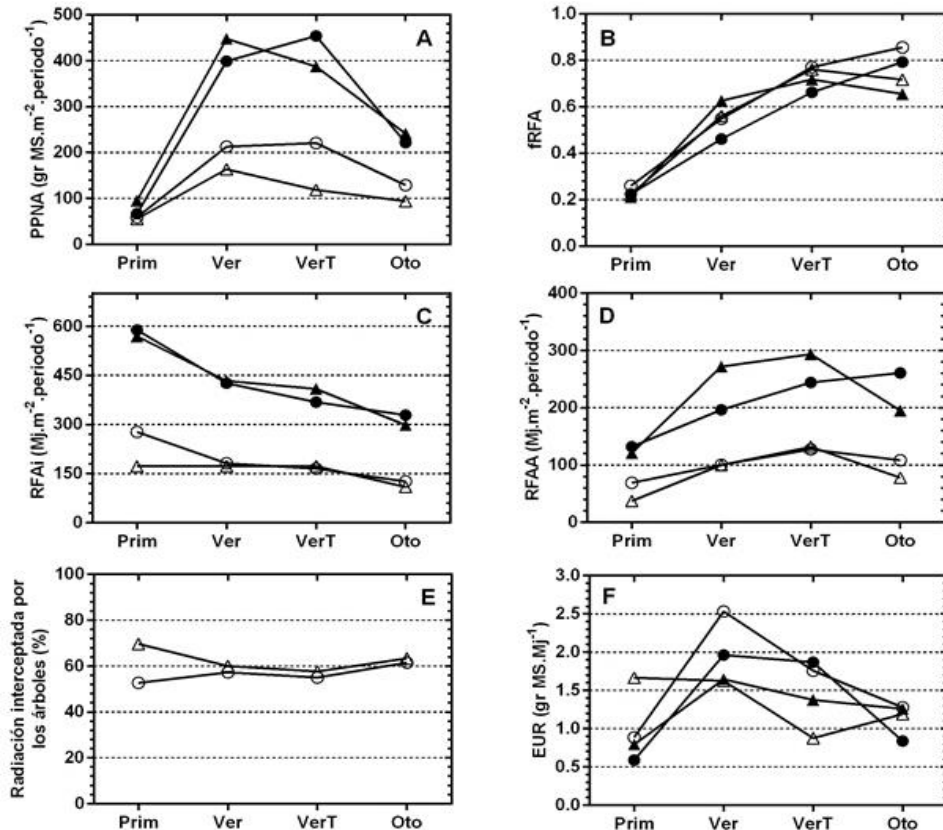 A
PPNA (gr MS.m⁻².periodo⁻¹)
500
400
300
200
100
0
Prim Ver VerT Oto
B
fRFA
1.0
0.8
0.6
0.4
0.2
0.0
Prim Ver VerT Oto
C
RFAi (Mj.m⁻².periodo⁻¹)
600
450
300
150
0
Prim Ver VerT Oto
D
RFAA (Mj.m⁻².periodo⁻¹)
400
300
200
100
0
Prim Ver VerT Oto
E
Radiación interceptada por
los árboles (%)
100
80
60
40
20
0
Prim Ver VerT Oto
F
EUR (gr MS.Mj⁻¹)
3.0
2.5
2.0
1.5
1.0
0.5
0.0
Prim Ver VerT Oto